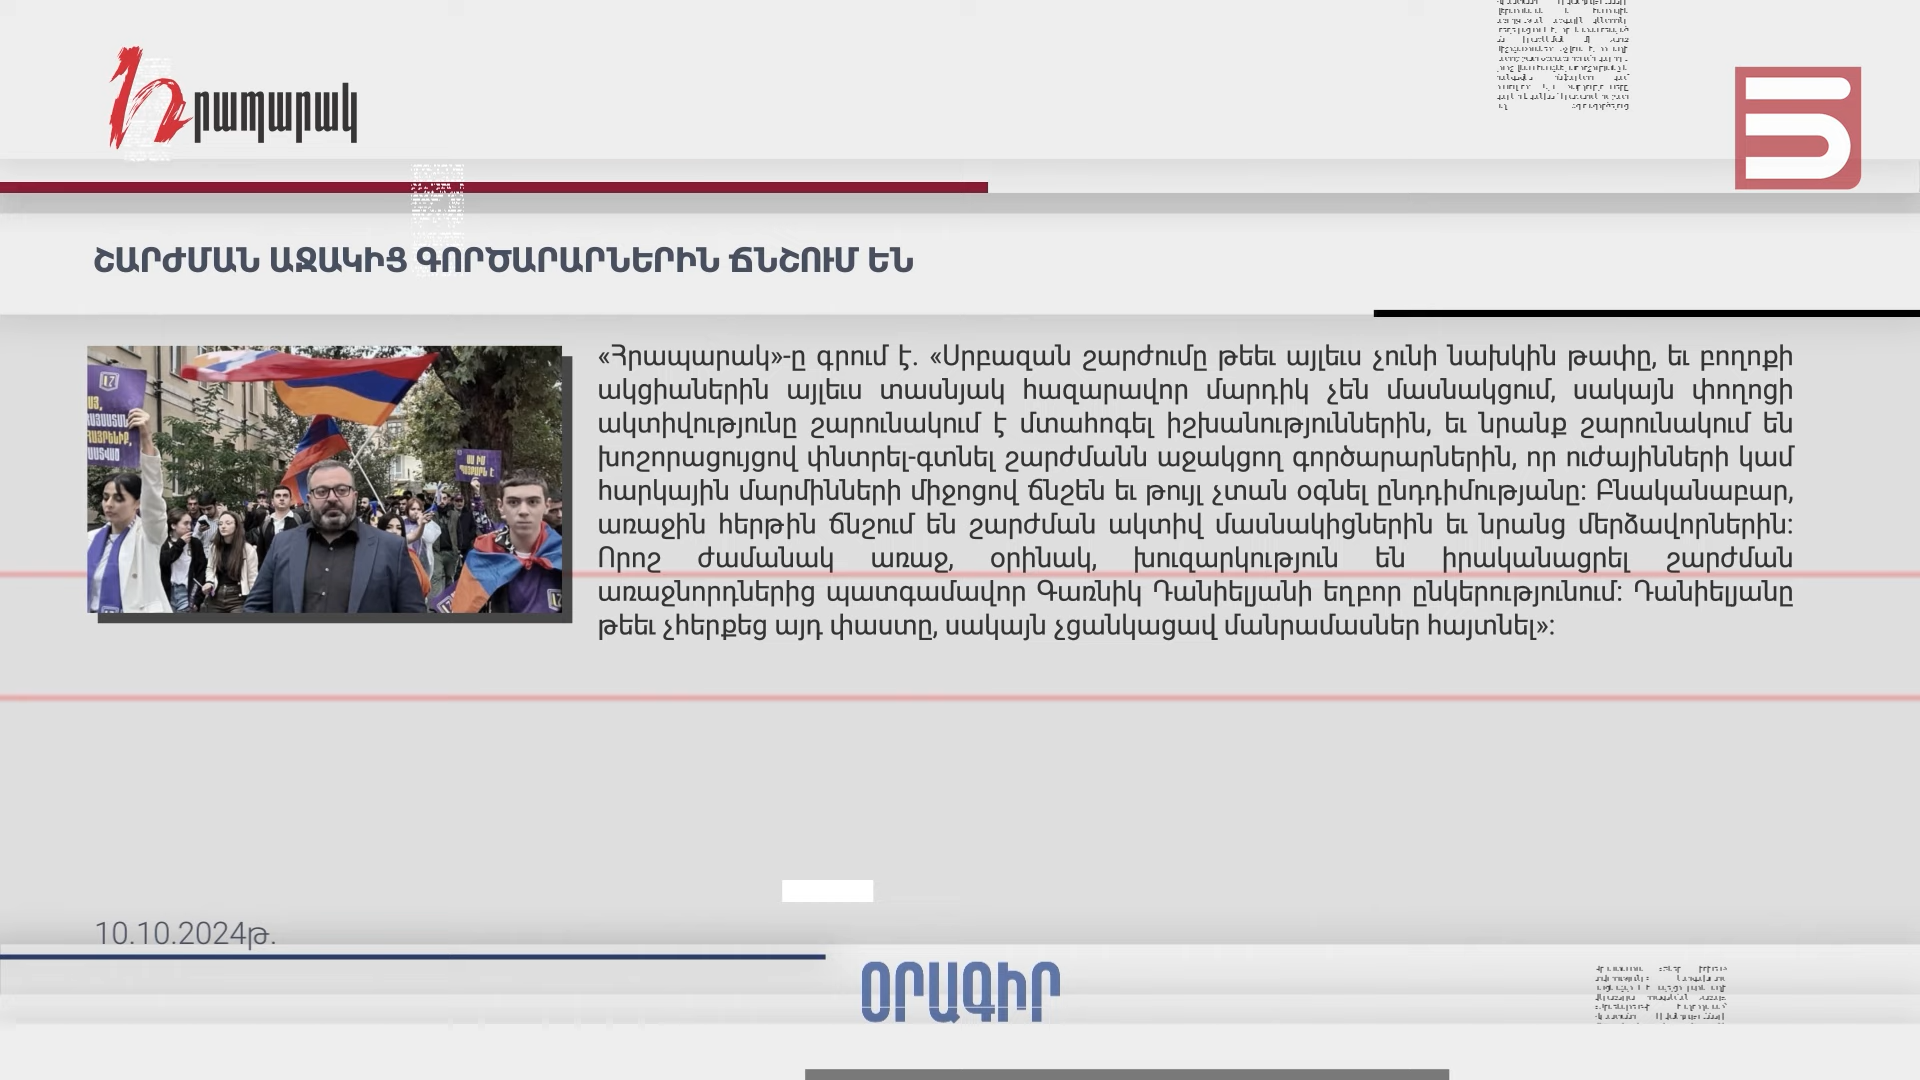 Հրապարակ
ՇԱՐԺՄԱՆ ԱՋԱԿԻՑ ԳՈՐԾԱՐԱՐՆԵՐԻՆ ՃՆՇՈՒՄ ԵՆ
«Հրապարակ»-ը գրում է. «Սրբազան շարժումը թեեւ այլեւս չունի նախկին թափը, եւ բողոքի
ակցիաներին այլեւս տասնյակ հազարավոր մարդիկ չեն մասնակցում, սակայն փողոցի
ակտիվությունը շարունակում է մտահոգել իշխանություններին, եւ նրանք շարունակում են
խոշորացույցով փնտրել-գտնել շարժմանն աջակցող գործարարներին, որ ուժայինների կամ
հարկային մարմինների միջոցով ճնշեն եւ թույլ չտան օգնել ընդդիմությանը: Բնականաբար,
առաջին հերթին ճնշում են շարժման ակտիվ մասնակիցներին եւ նրանց մերձավորներին:
Որոշ ժամանակ առաջ, օրինակ, խուզարկություն են իրականացրել շարժման
առաջնորդներից պատգամավոր Գառնիկ Դանիելյանի եղբոր ընկերությունում: Դանիելյանը
թեեւ չհերքեց այդ փաստը, սակայն չցանկացավ մանրամասներ հայտնել»:
10.10.2024թ.
ՕՐԱԳԻՐ